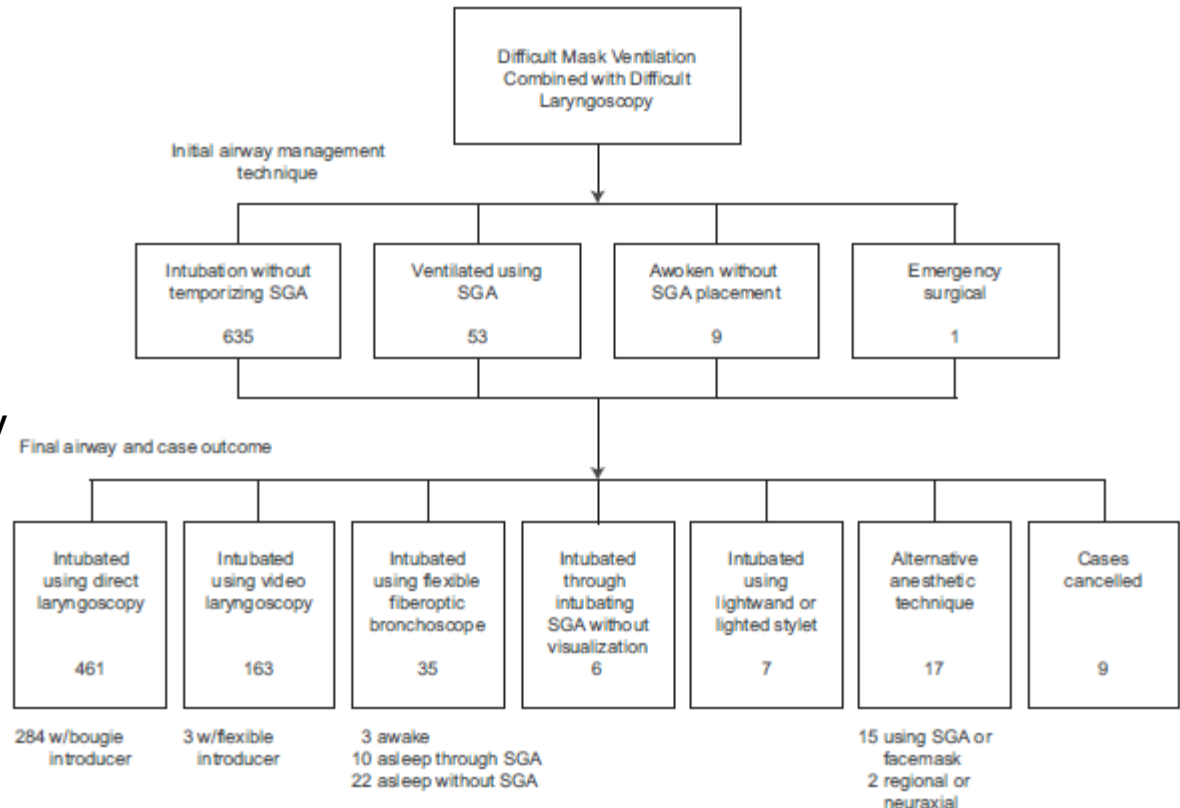 Difficult Mask Ventilation
Combined with Difficult
Laryngoscopy
Initial airway management
technique
Intubation without
temporizing SGA
635
Ventilated using
SGA
53
Awoken without
SGA placement
9
Emergency
surgical
1
y
Final airway and case outcome
Intubated
using direct
laryngoscopy
461
Intubated
using video
laryngoscopy
163
Intubated
using flexible
fiberoptic
bronchoscope
35
Intubated
through
intubating
SGA without
visualization
6
Intubated
using
lightwand or
lighted stylet
7
Alternative
anesthetic
technique
17
Cases
cancelled
9
284 w/bougie
introducer
3 w/flexible
introducer
3 awake
10 asleep through SGA
22 asleep without SGA
15 using SGA or
facemask
2 regional or
neuraxial